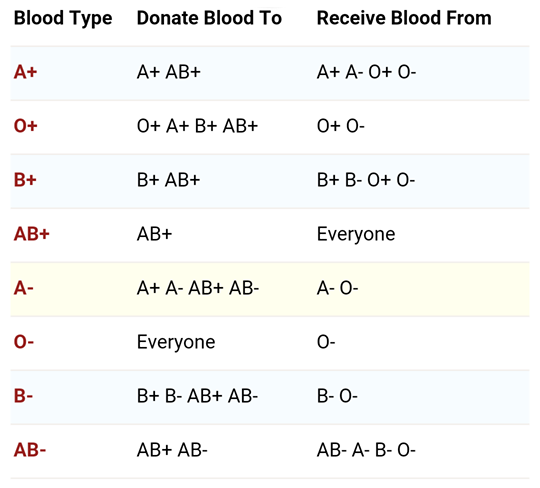 Blood Type Donate Blood To Receive Blood From
A+ A+ AB+ A+ A- O+ O-
O+ O+ A+ B+ AB+ O+ O-
B+ B+ AB+ B+ B- O+ O-
AB+ AB+ Everyone
A- A+ A- AB+ AB- A- O-
O- Everyone O-
B- B+ B- AB+ AB- B- O-
AB- AB+ AB- AB- A- B- O-